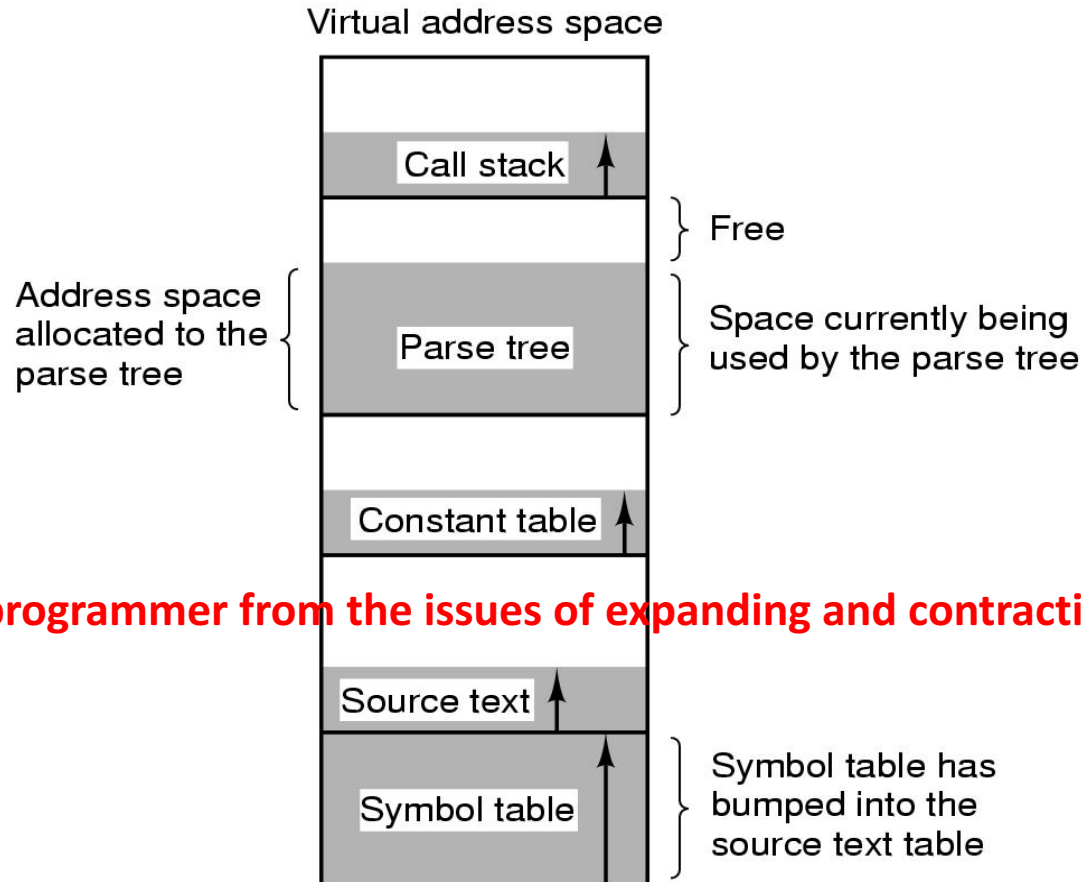 Virtual address space
Call stack
Free
Address space
allocated to the
parse tree
Parse tree
Space currently being
used by the parse tree
Constant table
programmer from the issues of expanding and contracti
Source text
Symbol table
Symbol table has
bumped into the
source text table